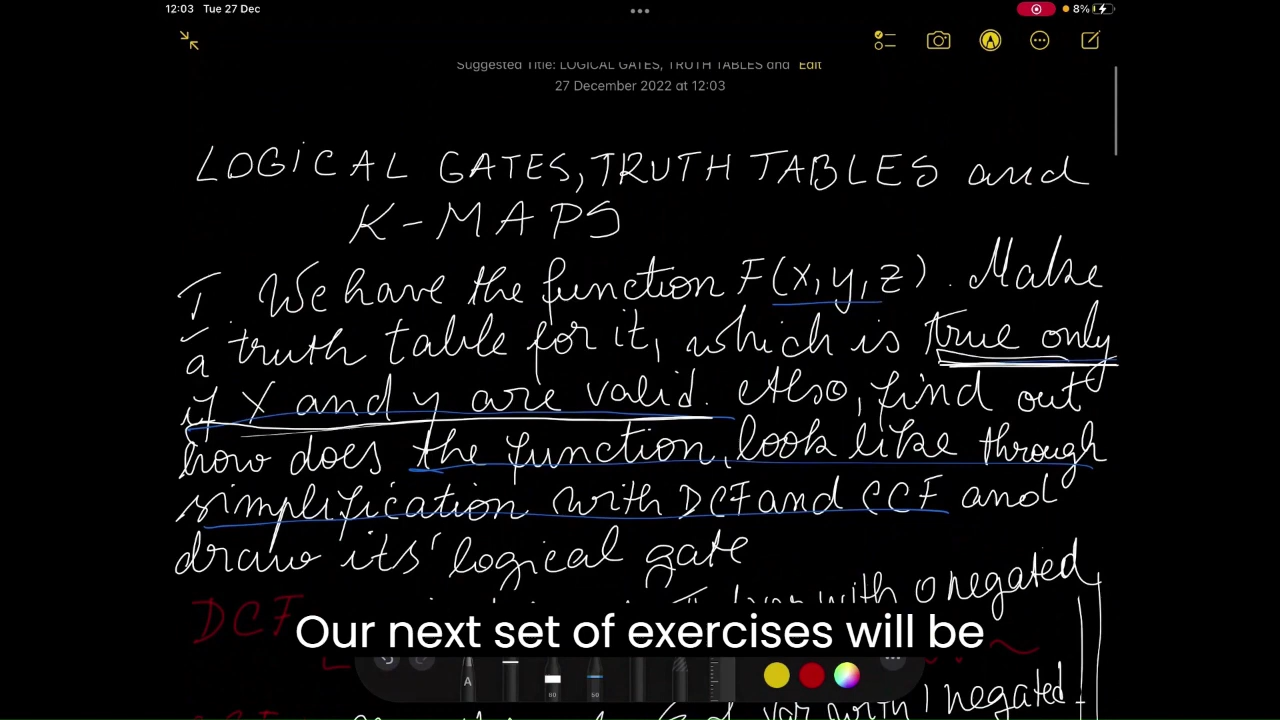 12:03 Tue 27 Dec
8%
Suggested Title: LOGICAL GATES, TRUTH TABLES and Edit
27 December 2022 at 12:03
LOGICAL GATES, TRUTH TABLES and
K-MAPS
I We have the function F(x, y, z). Make
a truth table for it, which is true only
if X and y are valid. Also, find out
how does the function, look like through
simplification with DCF and CCF and
draw its' logical gate
with 0 negated
DCF
Our next set of exercises will be
A
80
50
of var with 1 negated